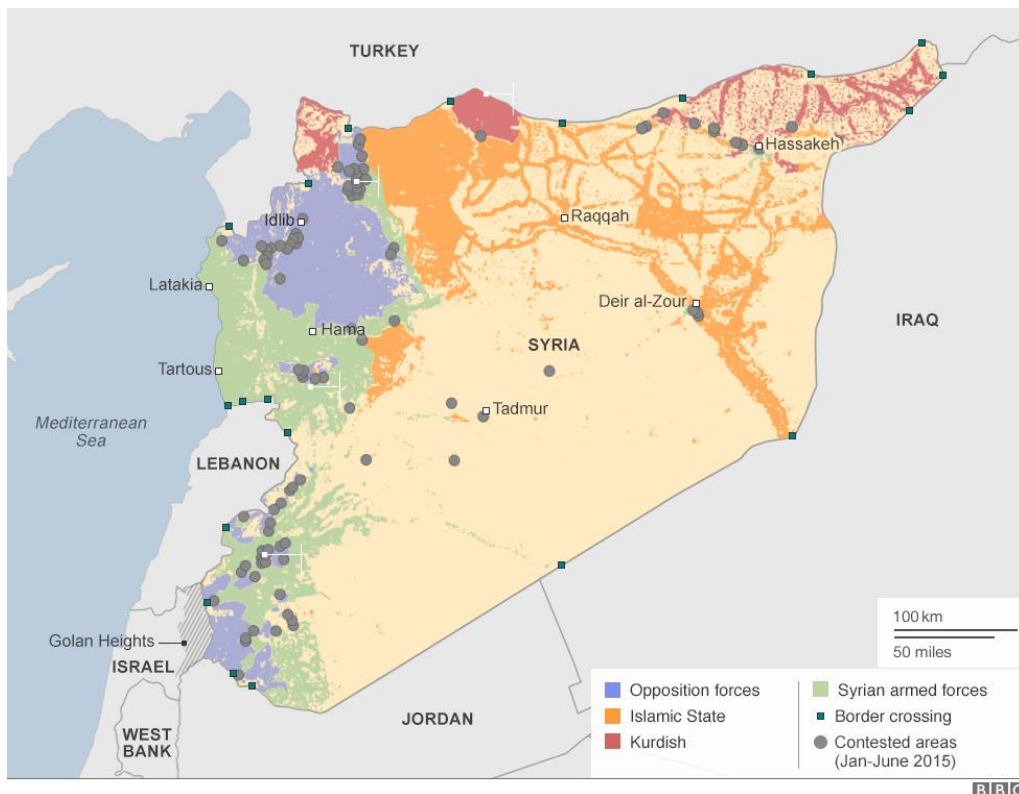 TURKEY
Hassakeh
Idlib
Raqqah
Latakia
Deir al-Zour
IRAQ
Hama
SYRIA
Tartous
Tadmur
Mediterranean
Sea
LEBANON
100 km
50 miles
Golan Heights
ISRAEL
Opposition forces
Syrian armed forces
Islamic State
Border crossing
JORDAN
WEST
BANK
Kurdish
Contested areas
(Jan-June 2015)
BBC